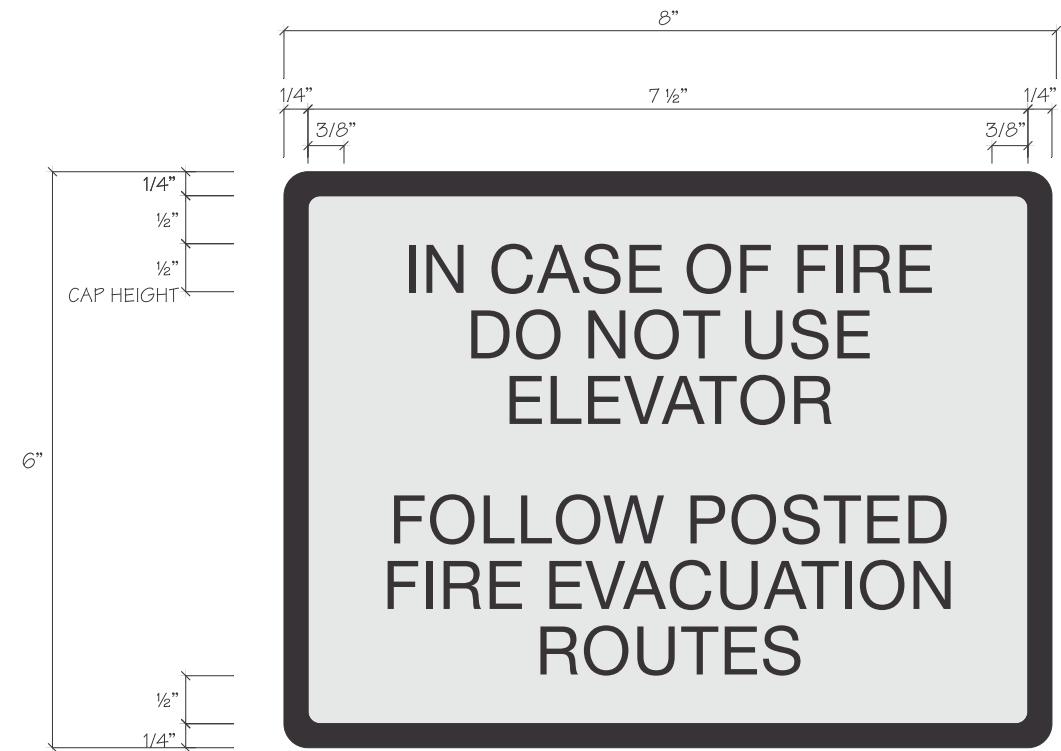 8”
1/4” 7 ½” 1/4”
3/8” 3/8”
1/4”
½”
½”
CAP HEIGHT
6”
½”
1/4”
IN CASE OF FIRE
DO NOT USE
ELEVATOR
FOLLOW POSTED
FIRE EVACUATION
ROUTES